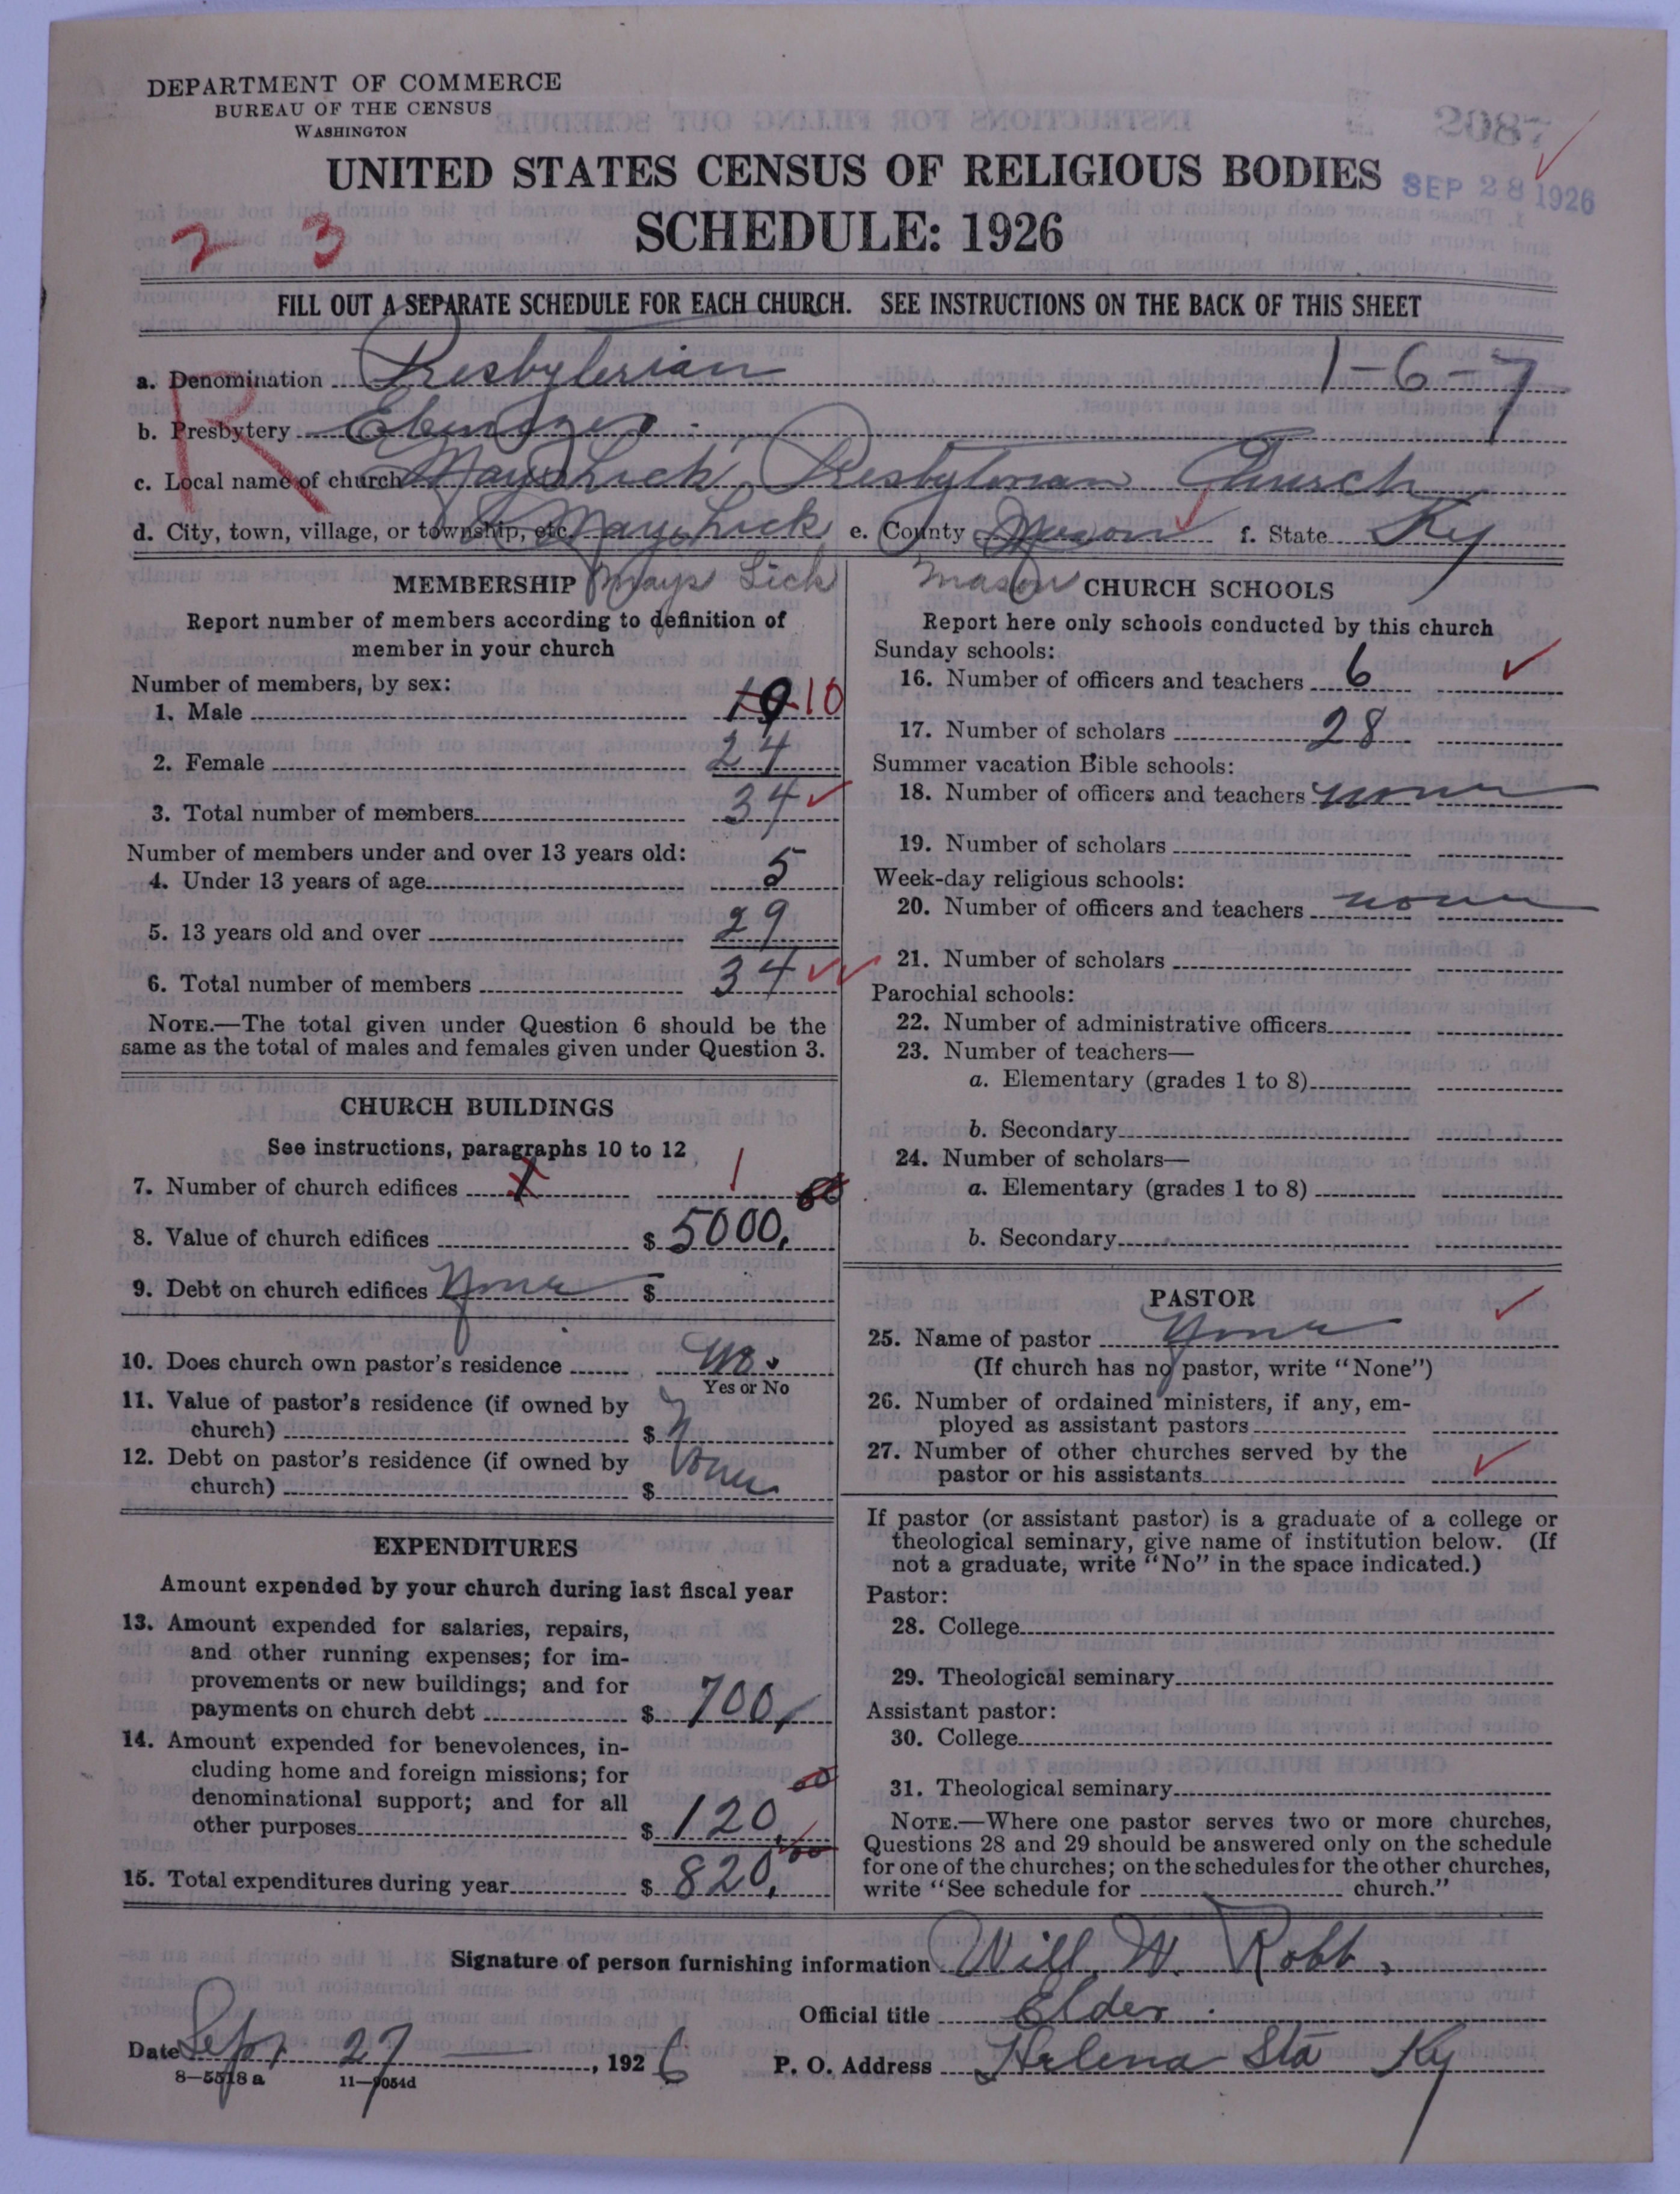 DEPARTMENT OF COMMERCE
BUREAU OF THE CENSUS
WASHINGTON
2087
UNITED STATES CENSUS OF RELIGIOUS BODIES
SEP 28 1926
SCHEDULE: 1926
2 3
FILL OUT A SEPARATE SCHEDULE FOR EACH CHURCH. SEE INSTRUCTIONS ON THE BACK OF THIS SHEET
R
a. Denomination Presbyterian 1-6-7
b. Presbytery Ebenezer
c. Local name of church Mays Lick Presbyterian Church
d. City, town, village, or township, etc. Mays Lick e. County Mason f. State Ky
MEMBERSHIP Mays Lick
Report number of members according to definition of
member in your church
Number of members, by sex:
1. Male 10 10
2. Female 24
3. Total number of members 34
Number of members under and over 13 years old:
4. Under 13 years of age 5
5. 13 years old and over 29
6. Total number of members 34
NOTE.—The total given under Question 6 should be the
same as the total of males and females given under Question 3.
CHURCH BUILDINGS
See instructions, paragraphs 10 to 12
7. Number of church edifices 1 1
8. Value of church edifices $ 5000.00
9. Debt on church edifices None $
10. Does church own pastor's residence No.
Yes or No
11. Value of pastor's residence (if owned by
church) $
12. Debt on pastor's residence (if owned by
church) $ None
EXPENDITURES
Amount expended by your church during last fiscal year
13. Amount expended for salaries, repairs,
and other running expenses; for im-
provements or new buildings; and for
payments on church debt $ 700.
14. Amount expended for benevolences, in-
cluding home and foreign missions; for
denominational support; and for all
other purposes $ 120.00
15. Total expenditures during year $ 820.00
Mason CHURCH SCHOOLS
Report here only schools conducted by this church
Sunday schools:
16. Number of officers and teachers 6
17. Number of scholars 28
Summer vacation Bible schools:
18. Number of officers and teachers none
19. Number of scholars
Week-day religious schools:
20. Number of officers and teachers none
21. Number of scholars
Parochial schools:
22. Number of administrative officers
23. Number of teachers—
a. Elementary (grades 1 to 8)
b. Secondary
24. Number of scholars—
a. Elementary (grades 1 to 8)
b. Secondary
PASTOR
25. Name of pastor None
(If church has no pastor, write "None")
26. Number of ordained ministers, if any, em-
ployed as assistant pastors
27. Number of other churches served by the
pastor or his assistants
If pastor (or assistant pastor) is a graduate of a college or
theological seminary, give name of institution below. (If
not a graduate, write "No" in the space indicated.)
Pastor:
28. College
29. Theological seminary
Assistant pastor:
30. College
31. Theological seminary
NOTE.—Where one pastor serves two or more churches,
Questions 28 and 29 should be answered only on the schedule
for one of the churches; on the schedules for the other churches,
write "See schedule for church."
Signature of person furnishing information Will W. Robb,
Official title Elder.
Date Sept 27, 1926 P. O. Address Helena Sta Ky
8—5518a 11—9054d